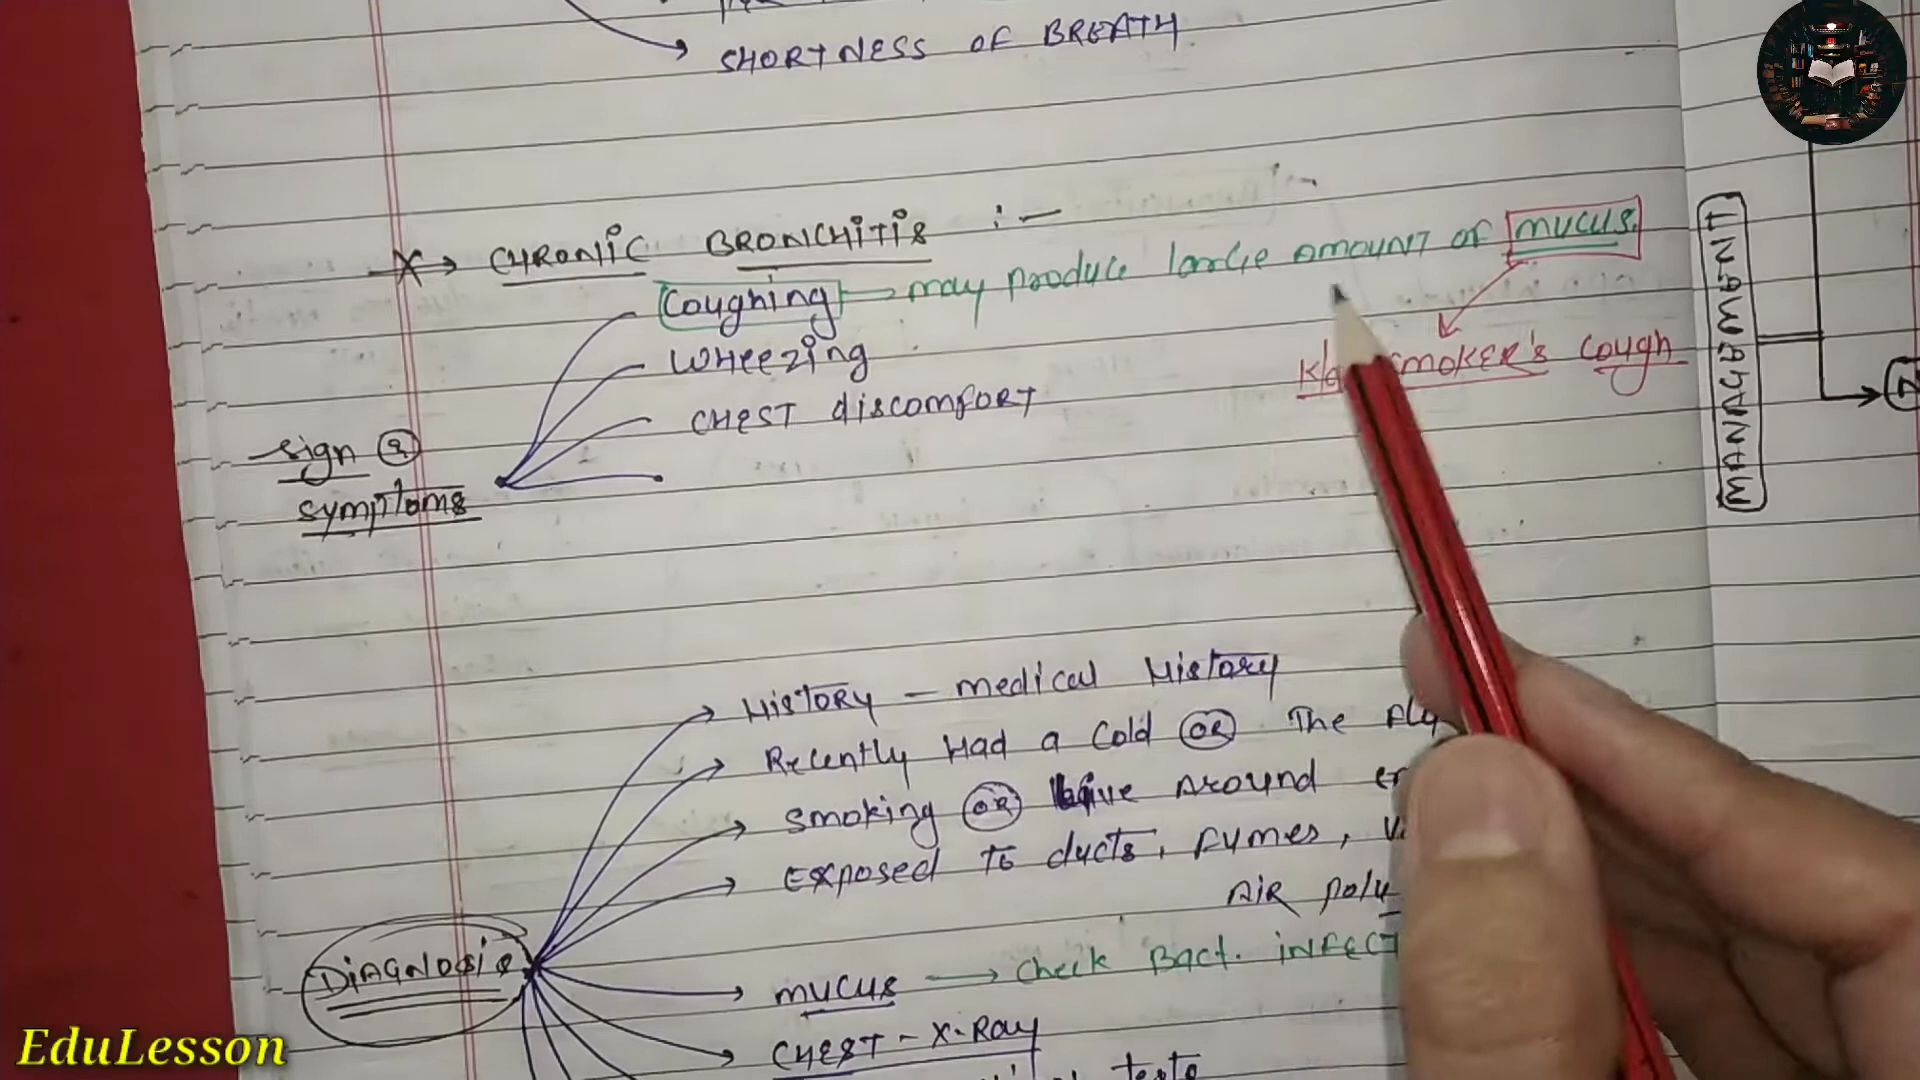 SHORTNESS OF BREATH
CHRONIC BRONCHITIS :-
Coughing → may produce large amount of mucus.
Wheezing
K/a smoker's cough
CHEST discomfort
sign &
symptoms
MANAGEMENT
History - medical History
Recently Had a cold OR The flu
smoking OR live Around
Exposed to ducts, fumes,
Air
DiAGNOSiS
mucus → check Bact.
CHEST - X-Ray
tests
EduLesson